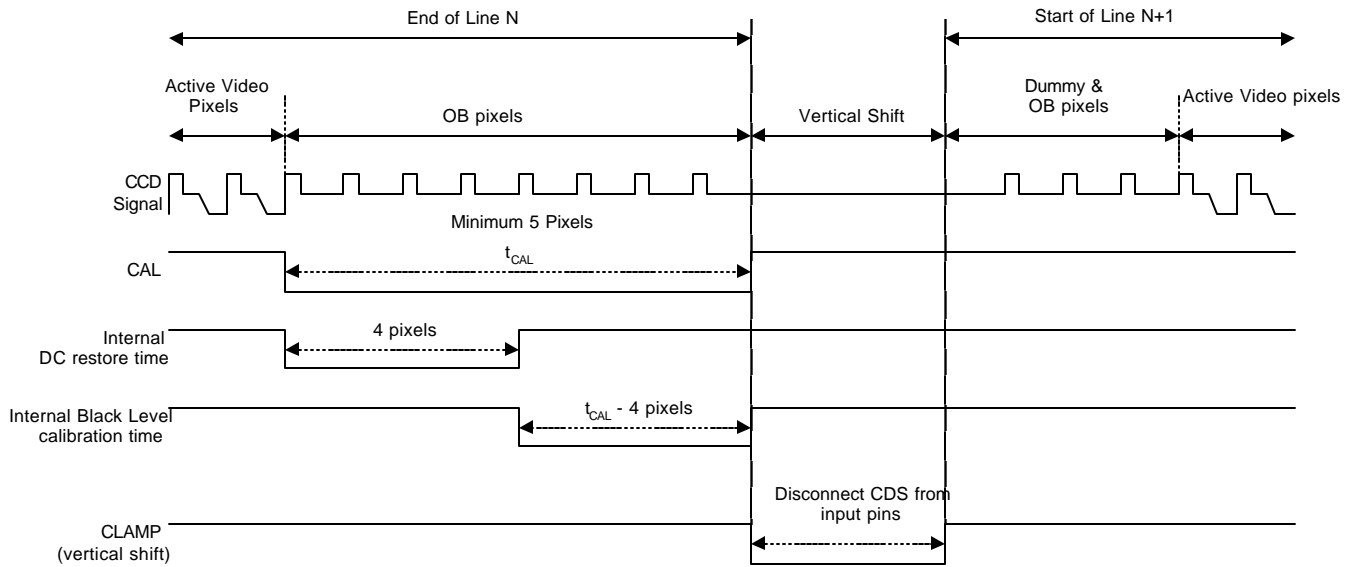 End of Line N
Start of Line N+1
Active Video
Pixels
OB pixels
Vertical Shift
Dummy &
OB pixels
Active Video pixels
CCD
Signal
Minimum 5 Pixels
CAL
tCAL
Internal
DC restore time
4 pixels
Internal Black Level
calibration time
tCAL - 4 pixels
Disconnect CDS from
input pins
CLAMP
(vertical shift)